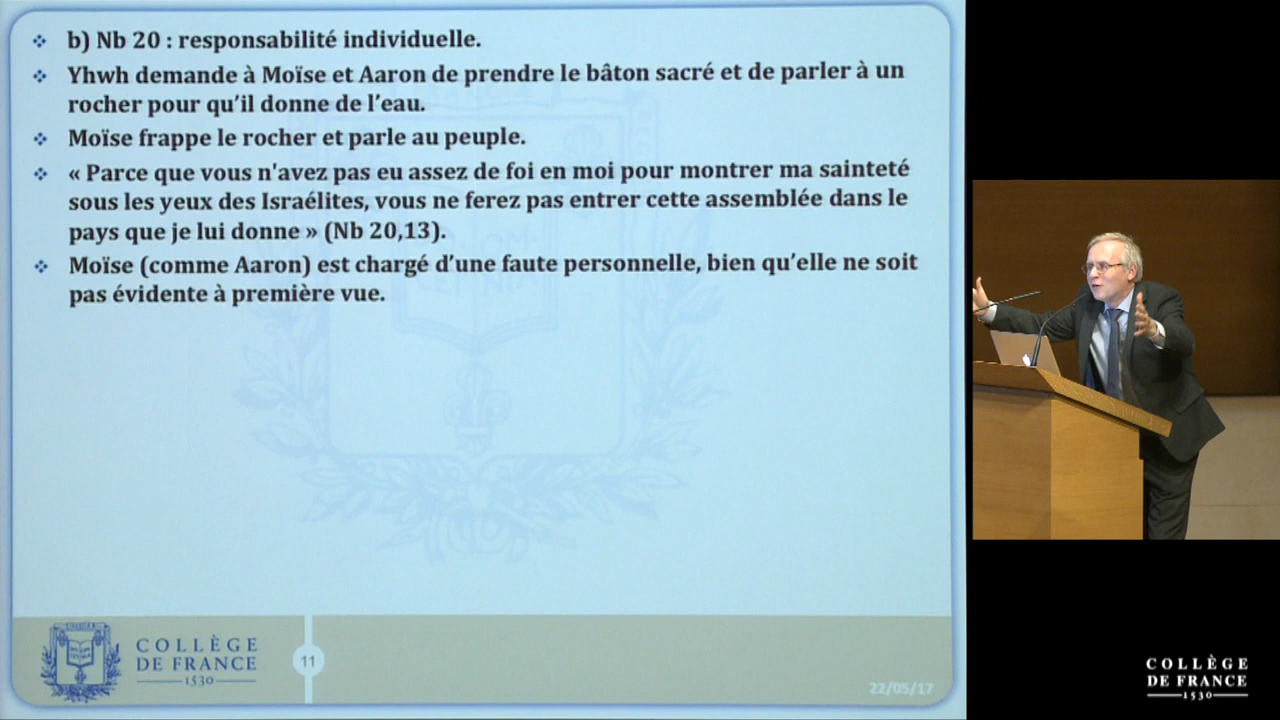 b) Nb 20 : responsabilité individuelle.
Yhwh demande à Moïse et Aaron de prendre le bâton sacré et de parler à un
rocher pour qu'il donne de l'eau.
Moïse frappe le rocher et parle au peuple.
« Parce que vous n'avez pas eu assez de foi en moi pour montrer ma sainteté
sous les yeux des Israélites, vous ne ferez pas entrer cette assemblée dans le
pays que je lui donne » (Nb 20,13).
Moïse (comme Aaron) est chargé d'une faute personnelle, bien qu'elle ne soit
pas évidente à première vue.
COLLÈGE
DE FRANCE
1530
11
22/05/17
COLLÈGE
DE FRANCE
1530